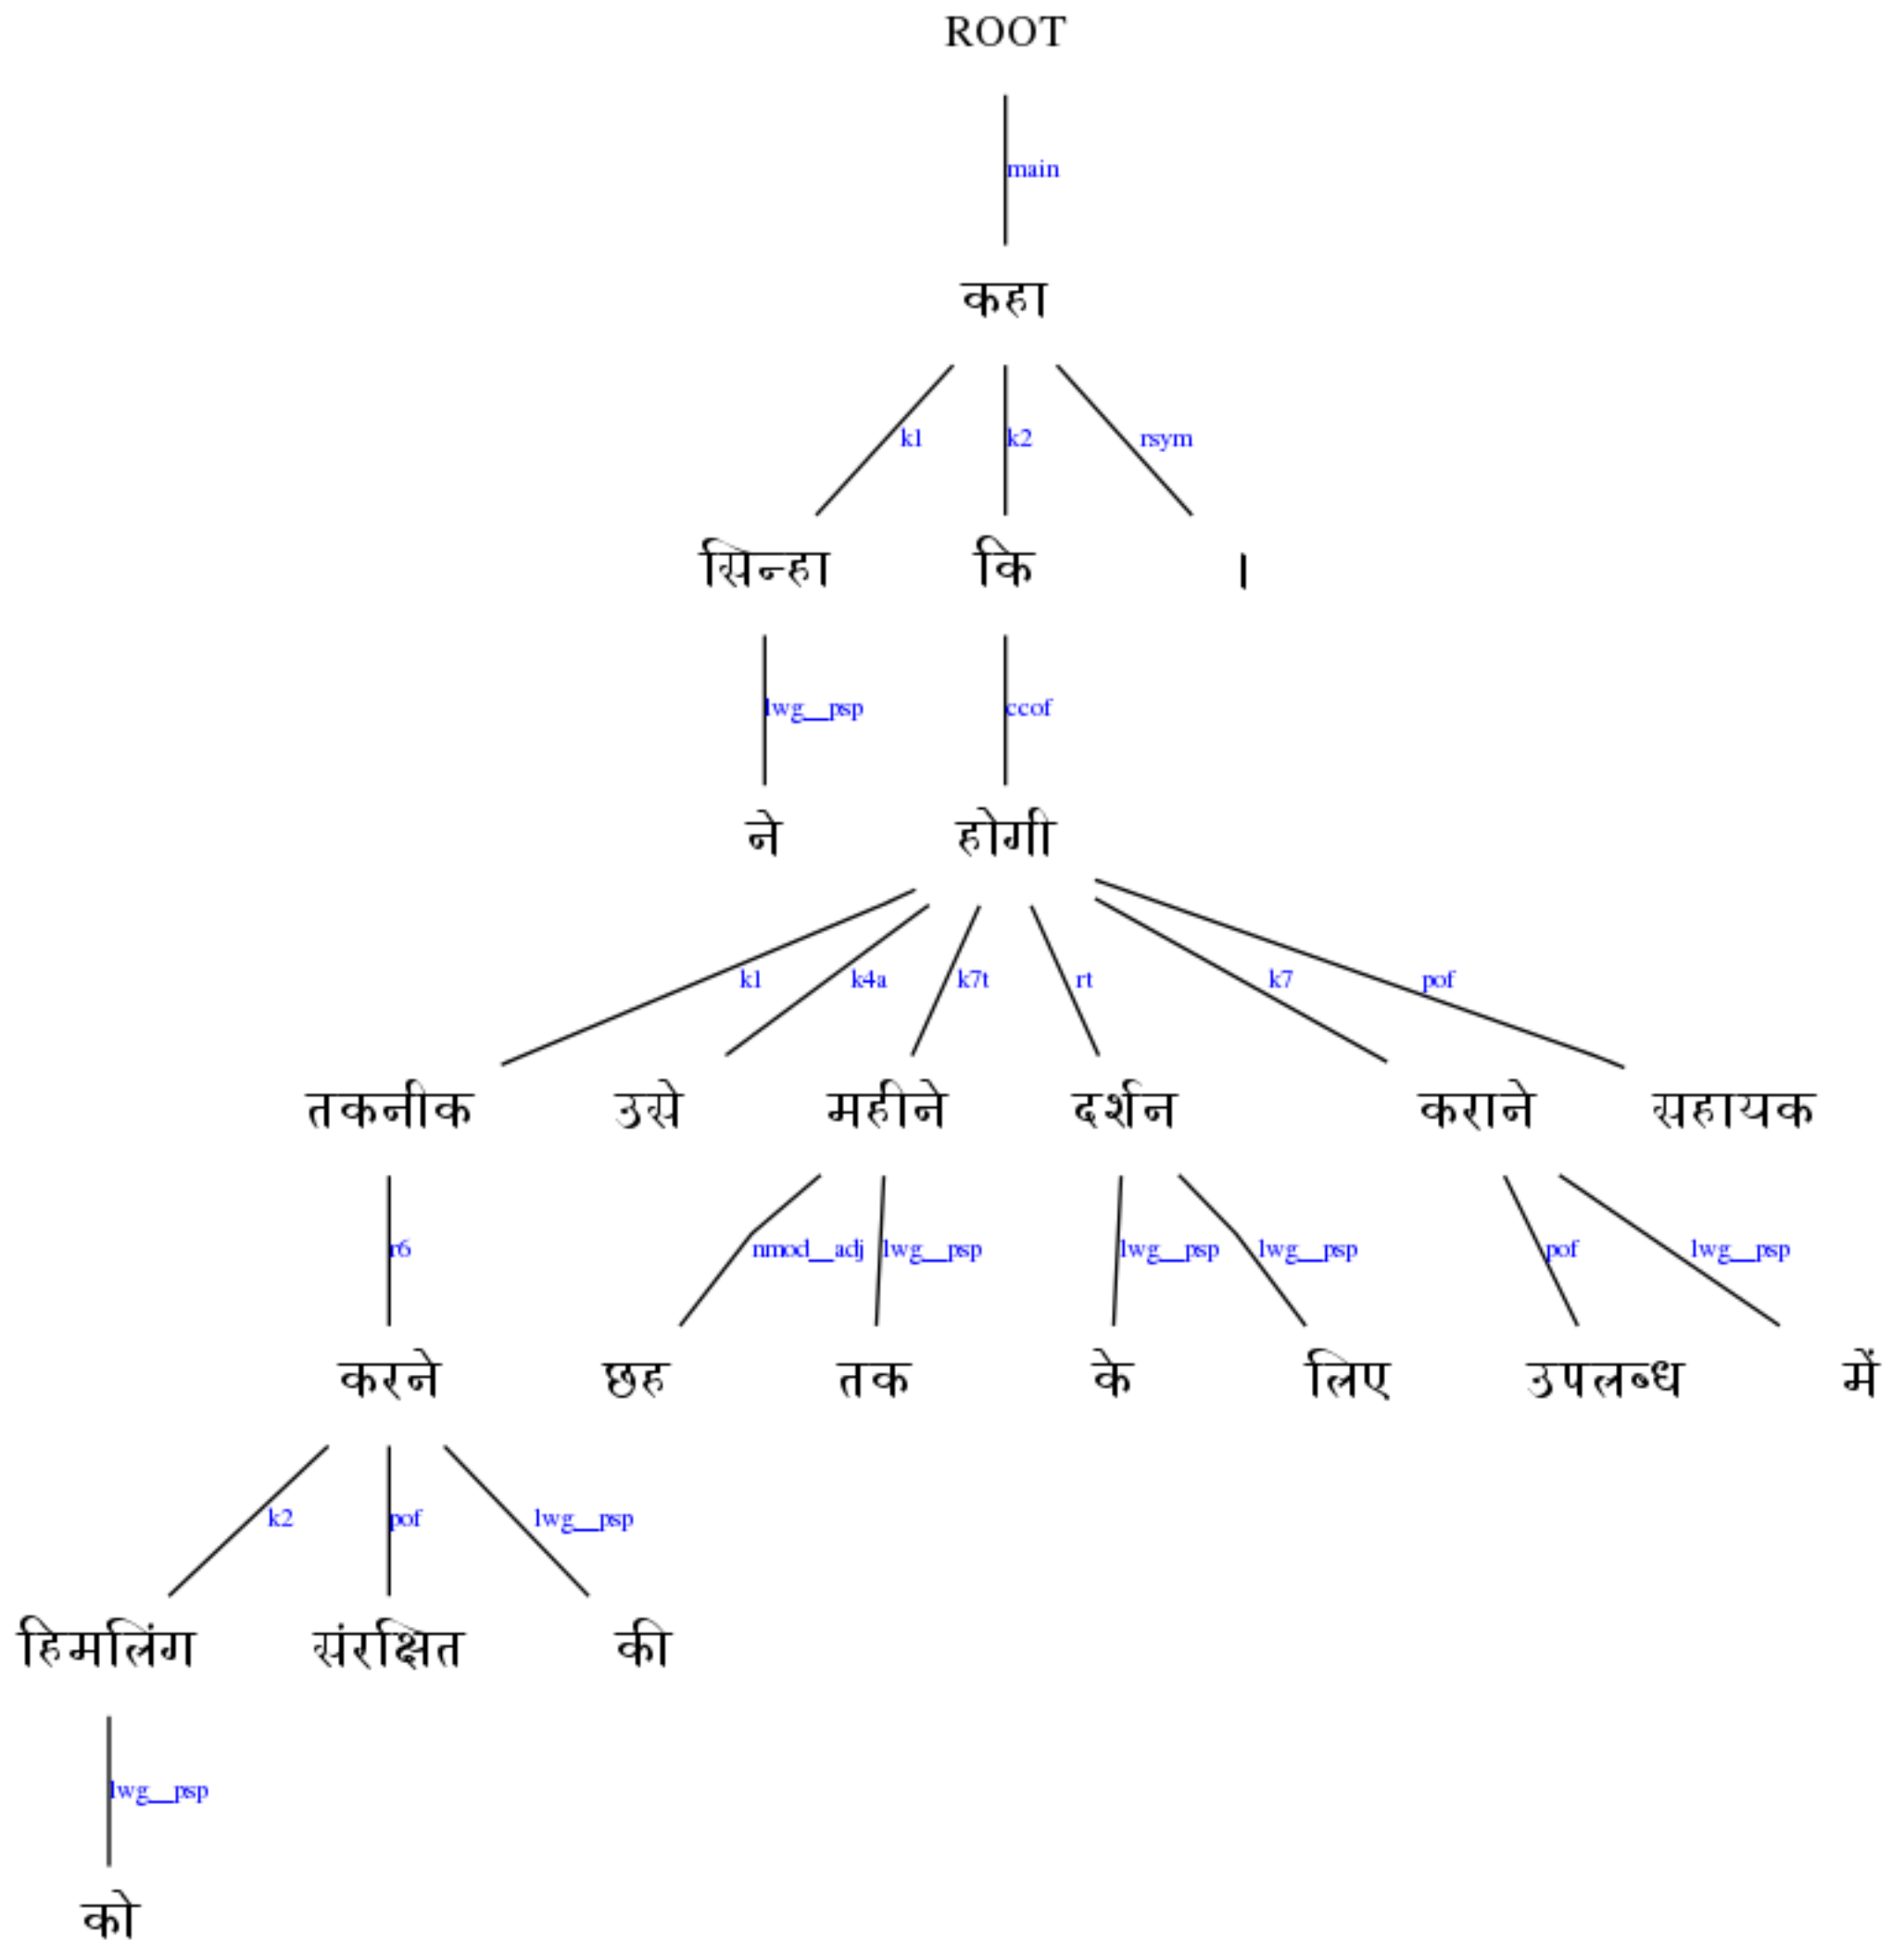 ROOT
main
कहा
k1 k2 rsym
सिन्हा कि ।
lwg__psp ccof
ने होगी
k1 k4a k7t rt k7 pof
तकनीक उसे महीने दर्शन कराने सहायक
r6 nmod__adj lwg__psp lwg__psp lwg__psp pof lwg__psp
करने छह तक के लिए उपलब्ध में
k2 pof lwg__psp
हिमलिंग संरक्षित की
lwg__psp
को